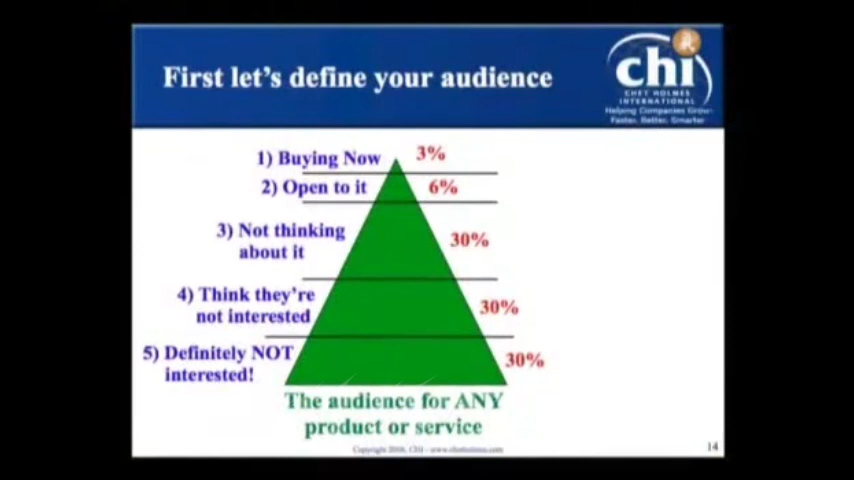 First let's define your audience
chi
CHET HOLMES
INTERNATIONAL
Helping Companies Grow
Faster, Better, Smarter
1) Buying Now
3%
2) Open to it
6%
3) Not thinking
about it
30%
4) Think they're
not interested
30%
5) Definitely NOT
interested!
30%
The audience for ANY
product or service
14